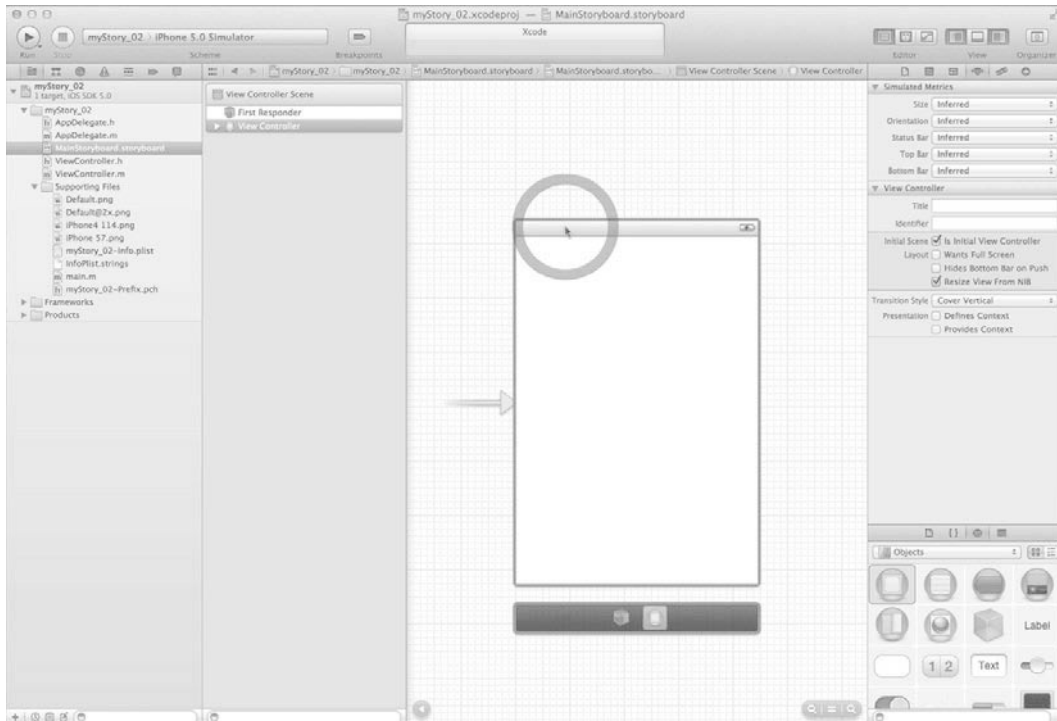 myStory_02.xcodeproj — MainStoryboard.storyboard
myStory_02 › iPhone 5.0 Simulator
Xcode
Run Stop Scheme Breakpoints Editor View Organizer
myStory_02 › myStory_02 › MainStoryboard.storyboard › MainStoryboard.storybo... › View Controller Scene › View Controller
myStory_02
1 target, iOS SDK 5.0
myStory_02
AppDelegate.h
AppDelegate.m
MainStoryboard.storyboard
ViewController.h
ViewController.m
Supporting Files
Default.png
Default@2x.png
iPhone4 114.png
iPhone 57.png
myStory_02-Info.plist
InfoPlist.strings
main.m
myStory_02-Prefix.pch
Frameworks
Products
View Controller Scene
First Responder
View Controller
Simulated Metrics
Size Inferred
Orientation Inferred
Status Bar Inferred
Top Bar Inferred
Bottom Bar Inferred
View Controller
Title
Identifier
Initial Scene Is Initial View Controller
Layout Wants Full Screen
Hides Bottom Bar on Push
Resize View From NIB
Transition Style Cover Vertical
Presentation Defines Context
Provides Context
Objects
Label
1 2 Text